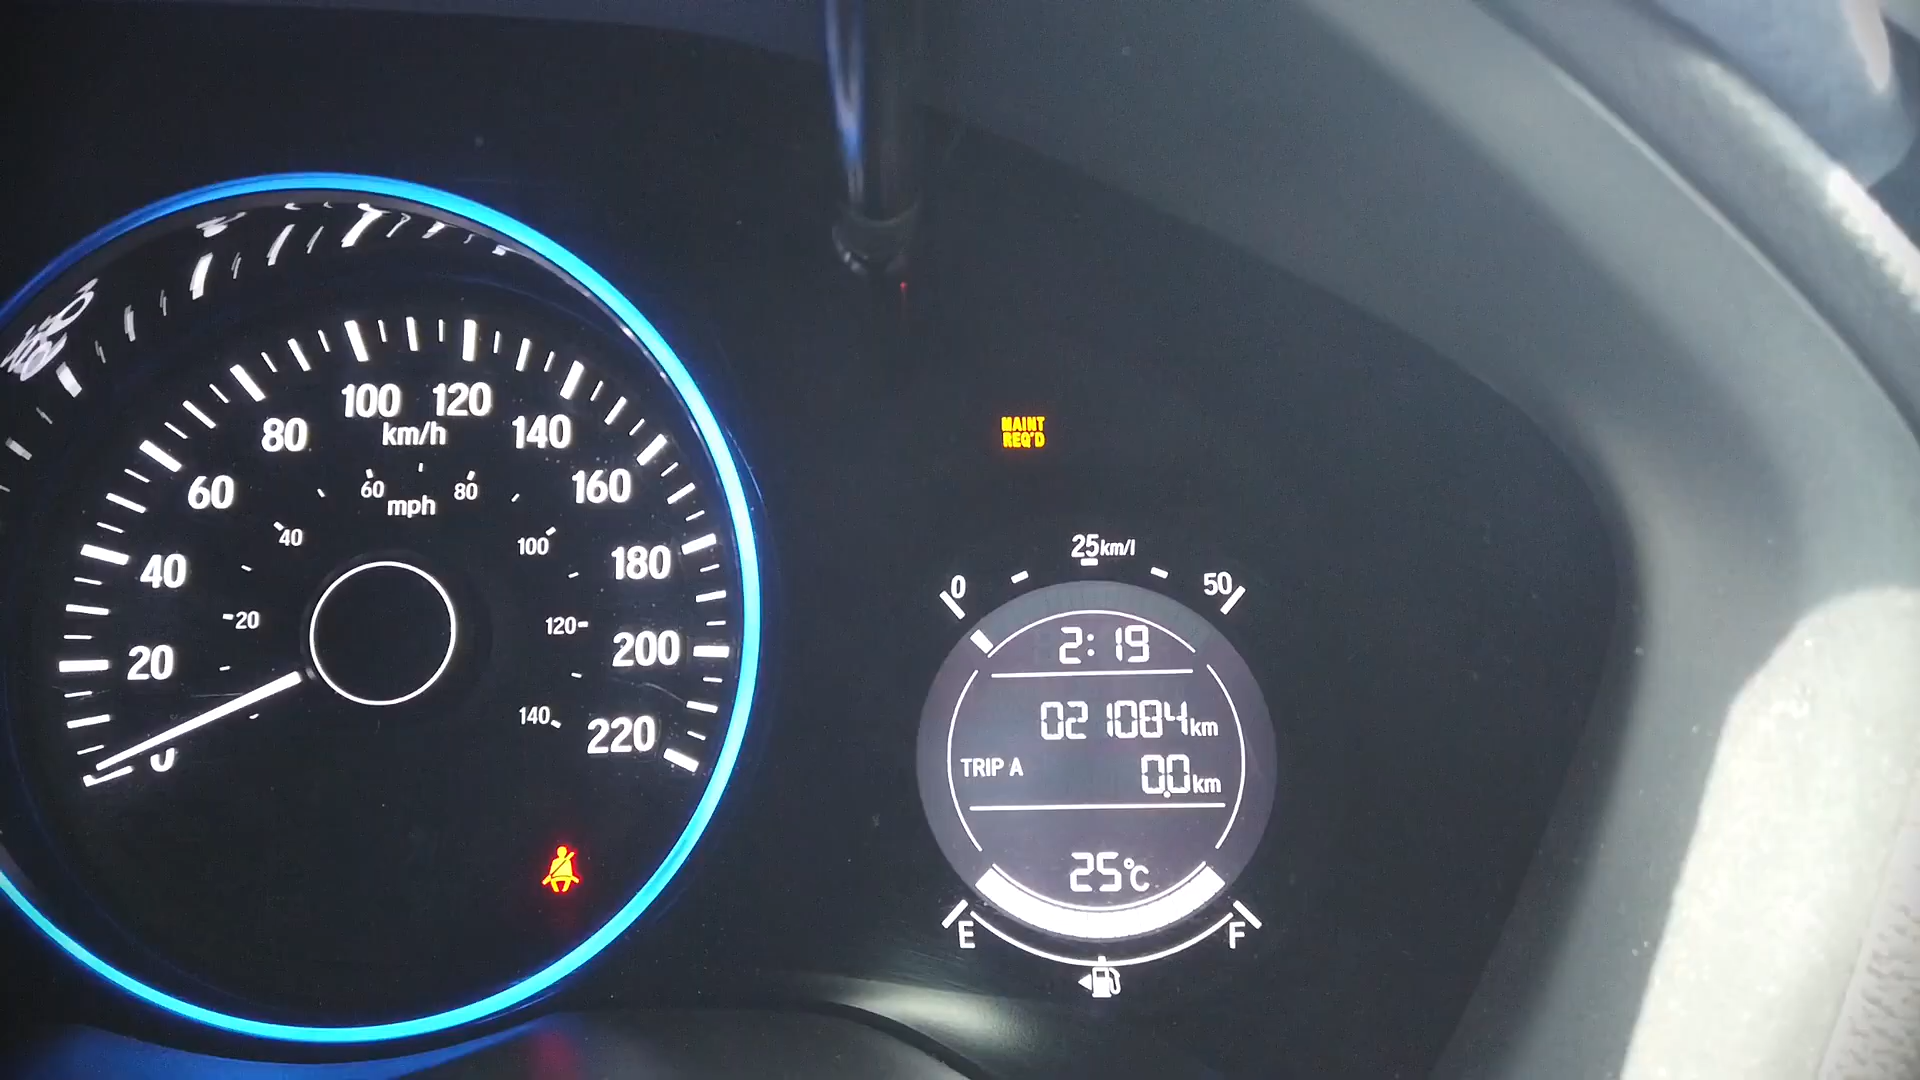 100 120
80 km/h 140
60 160
60 mph 80
40 100
40 180
20 120
20 200
140
0 220
MAINT
REQ'D
25km/l
0 50
2:19
021084km
TRIP A 0.0km
25°C
E F